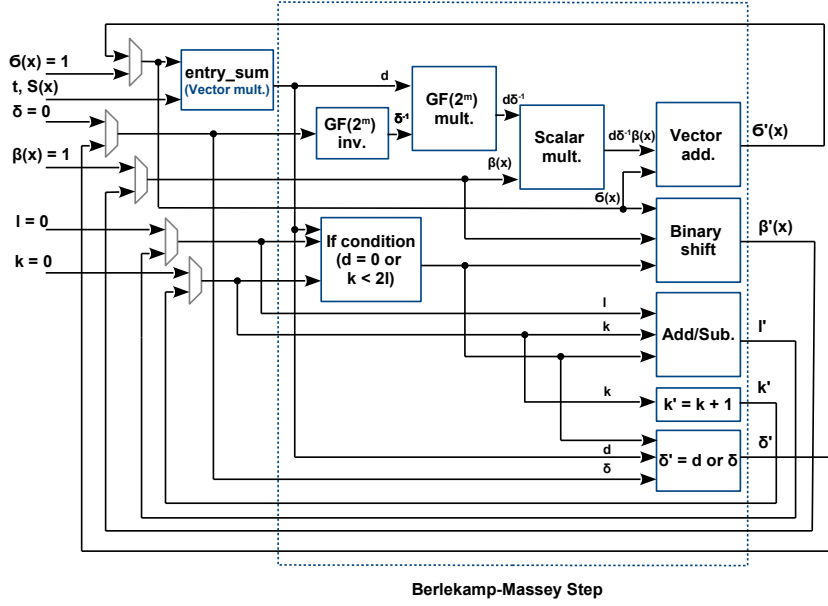 Ϭ(x) = 1
t, S(x)
δ = 0
β(x) = 1
l = 0
k = 0
entry_sum
(Vector mult.)
d
GF(2ᵐ)
inv.
δ⁻¹
GF(2ᵐ)
mult.
dδ⁻¹
β(x)
Scalar
mult.
dδ⁻¹β(x)
Ϭ(x)
Vector
add.
Ϭ'(x)
If condition
(d = 0 or
k < 2l)
Binary
shift
β'(x)
l
k
Add/Sub.
l'
k
k' = k + 1
k'
d
δ
δ' = d or δ
δ'
Berlekamp-Massey Step